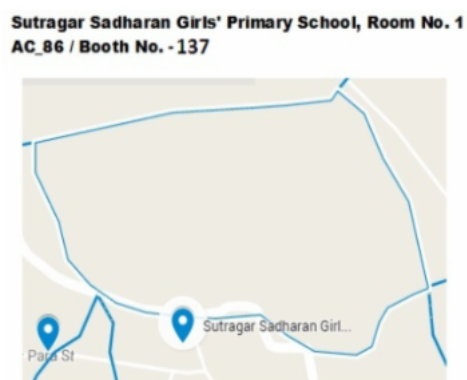 Sutragar Sadharan Girls' Primary School, Room No. 1
AC_86 / Booth No. - 137
Sutragar Sadharan Girl...
Para St